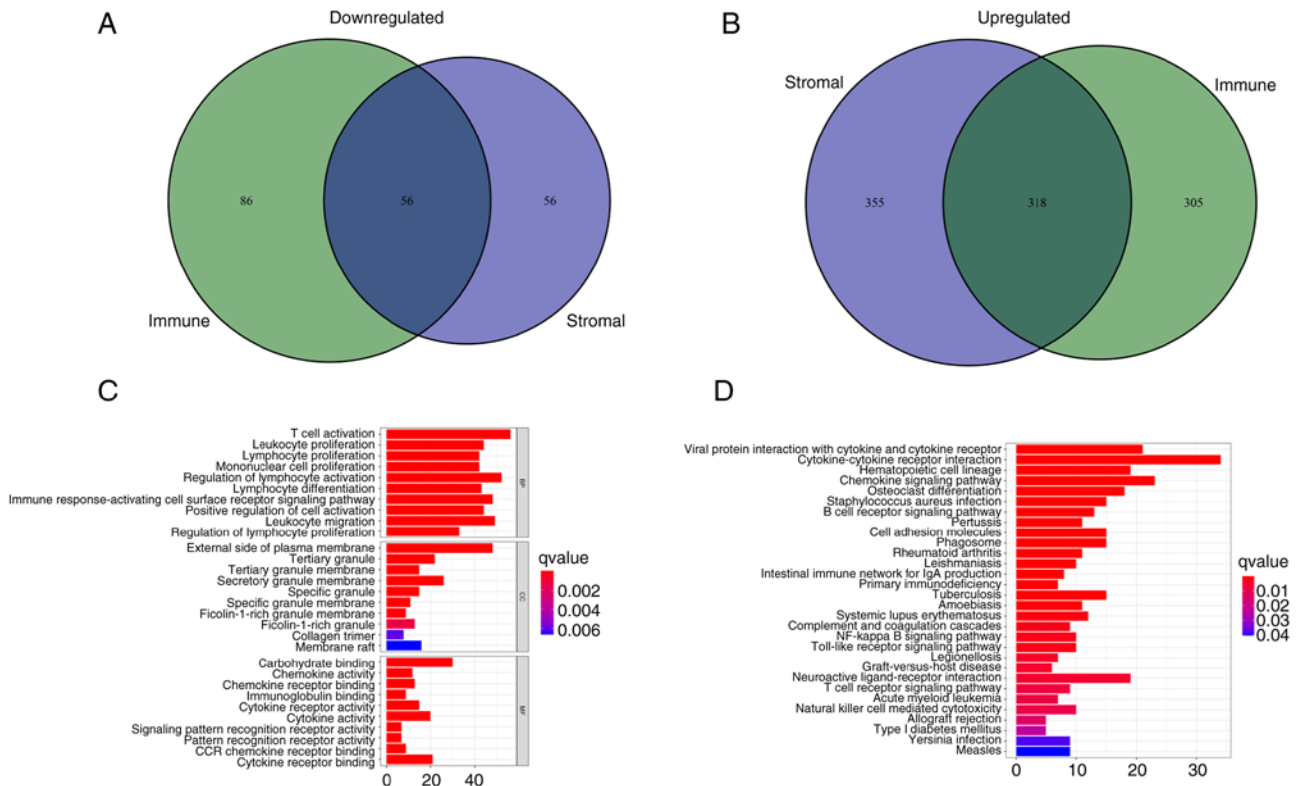 A
Downregulated
86
56
56
Immune
Stromal
B
Upregulated
Stromal
Immune
355
318
305
C
T cell activation
Leukocyte proliferation
Lymphocyte proliferation
Mononuclear cell proliferation
Regulation of lymphocyte activation
Lymphocyte differentiation
Immune response-activating cell surface receptor signaling pathway
Positive regulation of cell activation
Leukocyte migration
Regulation of lymphocyte proliferation
BP
External side of plasma membrane
Tertiary granule
Tertiary granule membrane
Secretory granule membrane
Specific granule
Specific granule membrane
Ficolin-1-rich granule membrane
Ficolin-1-rich granule
Collagen trimer
Membrane raft
CC
Carbohydrate binding
Chemokine activity
Chemokine receptor binding
Immunoglobulin binding
Cytokine receptor activity
Cytokine activity
Signaling pattern recognition receptor activity
Pattern recognition receptor activity
CCR chemokine receptor binding
Cytokine receptor binding
MF
0 20 40
qvalue
0.002
0.004
0.006
D
Viral protein interaction with cytokine and cytokine receptor
Cytokine-cytokine receptor interaction
Hematopoietic cell lineage
Chemokine signaling pathway
Osteoclast differentiation
Staphylococcus aureus infection
B cell receptor signaling pathway
Pertussis
Cell adhesion molecules
Phagosome
Rheumatoid arthritis
Leishmaniasis
Intestinal immune network for IgA production
Primary immunodeficiency
Tuberculosis
Amoebiasis
Systemic lupus erythematosus
Complement and coagulation cascades
NF-kappa B signaling pathway
Toll-like receptor signaling pathway
Legionellosis
Graft-versus-host disease
Neuroactive ligand-receptor interaction
T cell receptor signaling pathway
Acute myeloid leukemia
Natural killer cell mediated cytotoxicity
Allograft rejection
Type I diabetes mellitus
Yersinia infection
Measles
0 10 20 30
qvalue
0.01
0.02
0.03
0.04